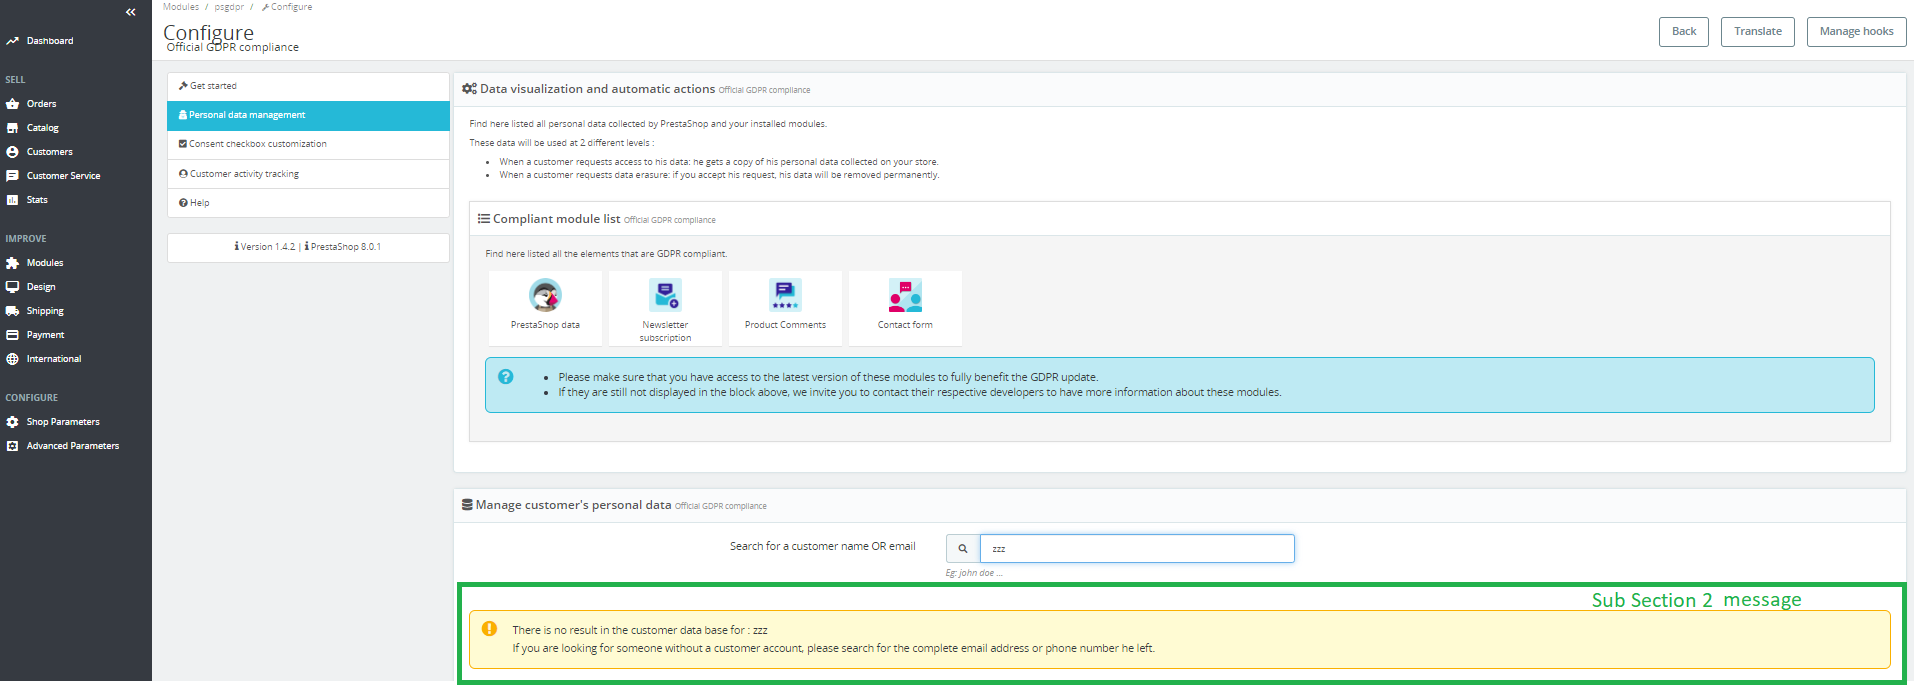 Modules / psgdpr / Configure
Configure
Official GDPR compliance
Back
Translate
Manage hooks
Dashboard
SELL
Orders
Catalog
Customers
Customer Service
Stats
IMPROVE
Modules
Design
Shipping
Payment
International
CONFIGURE
Shop Parameters
Advanced Parameters
Get started
Personal data management
Consent checkbox customization
Customer activity tracking
Help
Version 1.4.2 | PrestaShop 8.0.1
Data visualization and automatic actions Official GDPR compliance
Find here listed all personal data collected by PrestaShop and your installed modules.
These data will be used at 2 different levels :
When a customer requests access to his data: he gets a copy of his personal data collected on your store.
When a customer requests data erasure: if you accept his request, his data will be removed permanently.
Compliant module list Official GDPR compliance
Find here listed all the elements that are GDPR compliant.
PrestaShop data
Newsletter
subscription
Product Comments
Contact form
Please make sure that you have access to the latest version of these modules to fully benefit the GDPR update.
If they are still not displayed in the block above, we invite you to contact their respective developers to have more information about these modules.
Manage customer's personal data Official GDPR compliance
Search for a customer name OR email
zzz
Eg: john doe ...
Sub Section 2 message
There is no result in the customer data base for : zzz
If you are looking for someone without a customer account, please search for the complete email address or phone number he left.